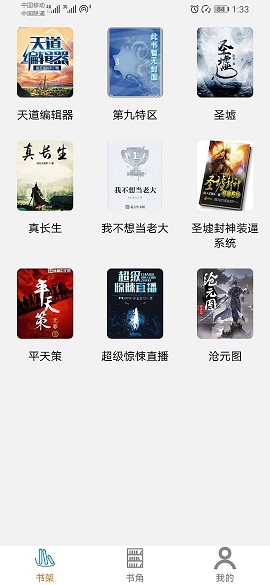 中国移动
中国联通
46
46
1:33
天道
编辑器
此书暂无封面
圣墟
天道编辑器
第九特区
圣墟
真长生
我不想当老大
圣墟封神
真长生
我不想当老大
圣墟封神装逼
系统
平天策
超级
惊悚直播
沧元图
平天策
超级惊悚直播
沧元图
书架
书角
我的